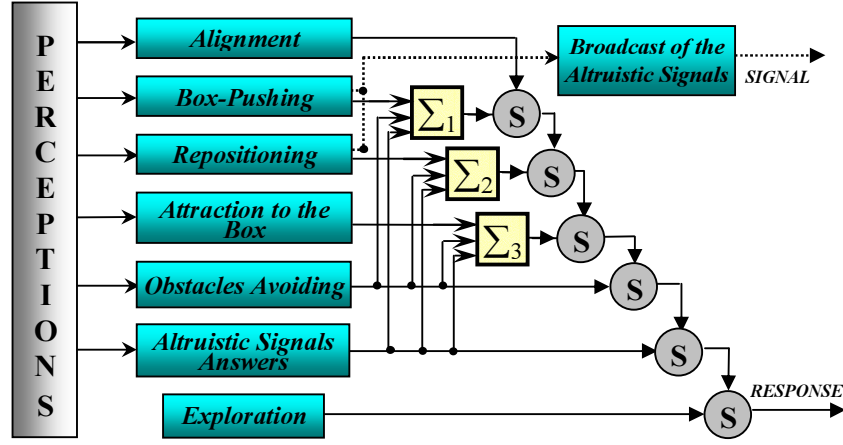 PERCEPTIONS
Alignment
Broadcast of the
Altruistic Signals
SIGNAL
Box-Pushing
∑1
S
Repositioning
∑2
S
Attraction to the
Box
∑3
S
Obstacles Avoiding
S
Altruistic Signals
Answers
S
Exploration
S
RESPONSE